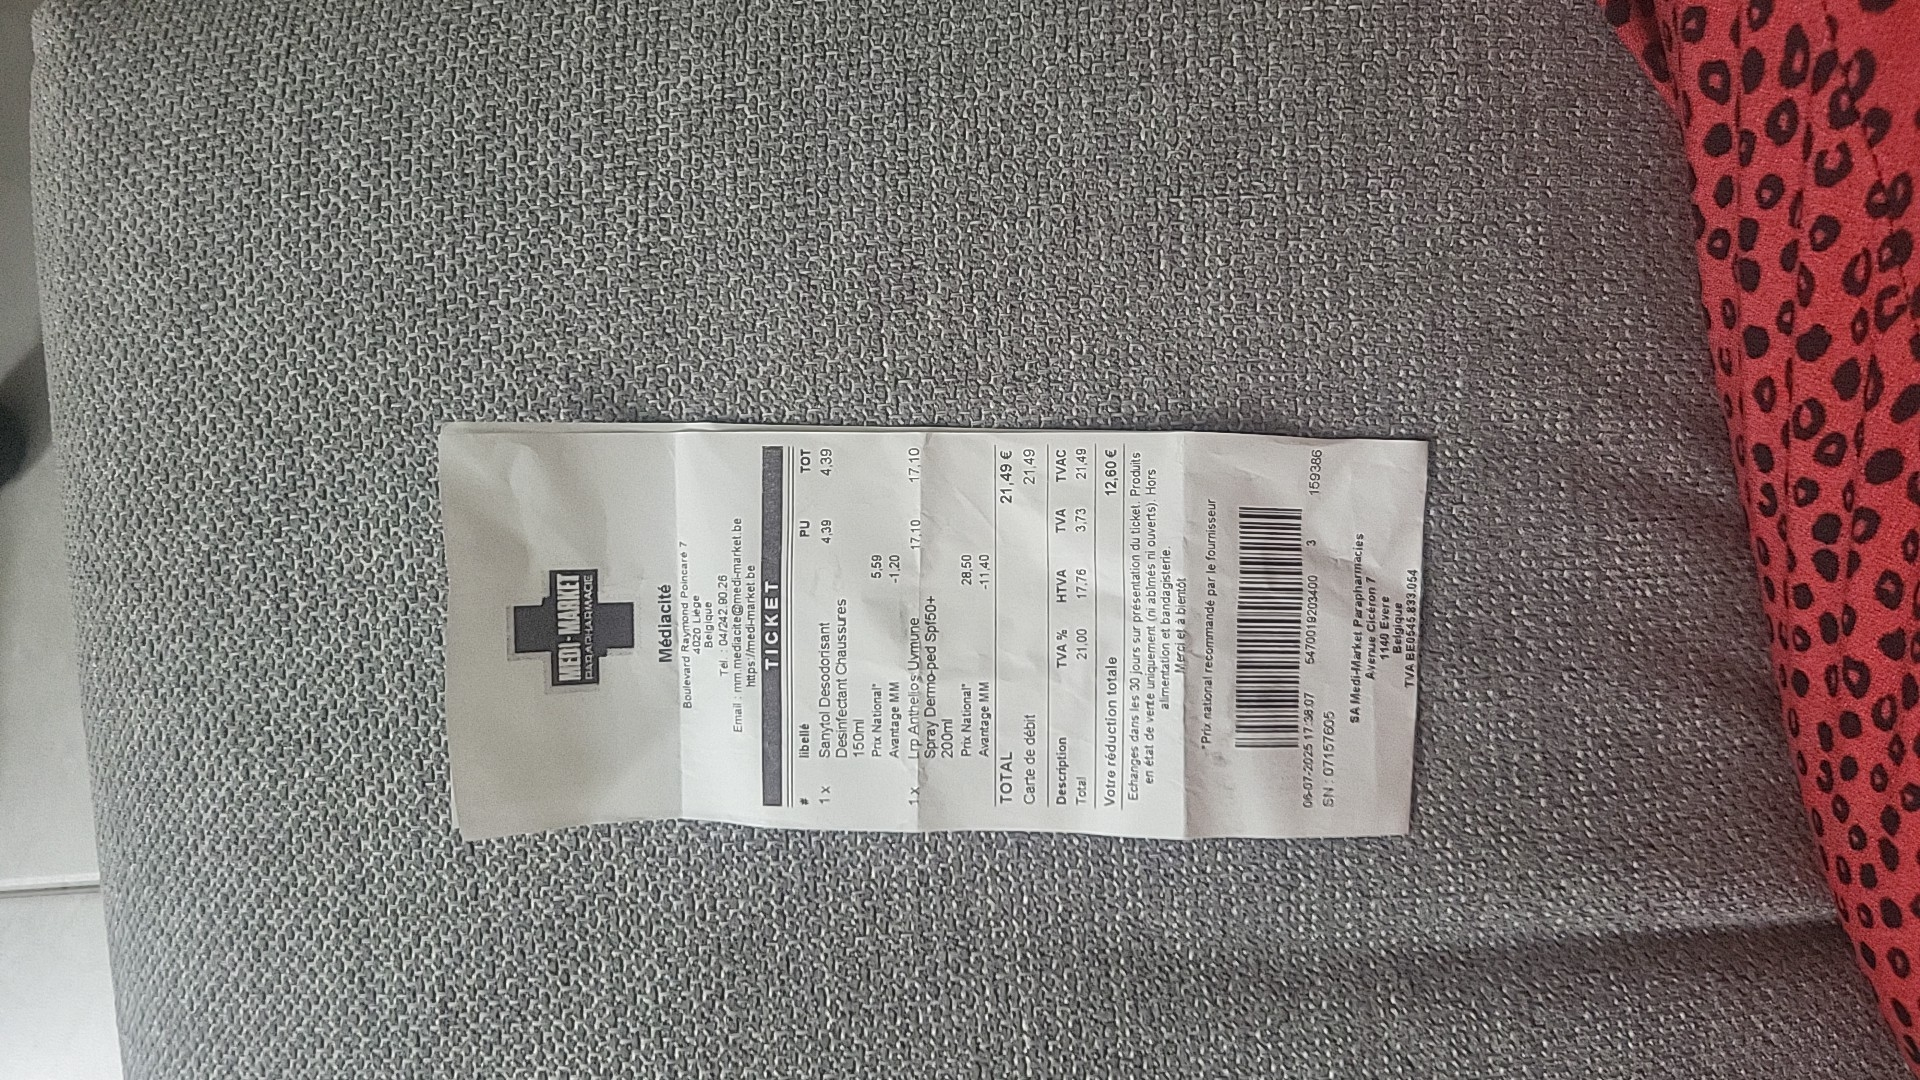 MEDI-MARKET
PARAPHARMACIE
Médiacité
Boulevard Raymond Poincaré 7
4020 Liège
Belgique
Tél. : 04/242.90.26
Email : mm.mediacite@medi-market.be
https://medi-market.be
TICKET
# libellé PU TOT
1 x Sanytol Desodorisant 4,39 4,39
Desinfectant Chaussures
150ml
Prix National* 5,59
Avantage MM -1,20
1 x Lrp Anthelios Uvmune 17,10 17,10
Spray Dermo-ped Spf50+
200ml
Prix National* 28,50
Avantage MM -11,40
TOTAL 21,49 €
Carte de débit 21,49
Description TVA % HTVA TVA TVAC
Total 21,00 17,76 3,73 21,49
Votre réduction totale 12,60 €
Echanges dans les 30 jours sur présentation du ticket. Produits
en état de vente uniquement (ni abîmés ni ouverts). Hors
alimentation et bandagisterie.
Merci et à bientôt
*Prix national recommandé par le fournisseur
06-07-2025 17:38:07 5470019203400 3 159386
SN : 07157605
SA Medi-Market Parapharmacies
Avenue Cicéron 7
1140 Evere
Belgique
TVA BE0545.833.054